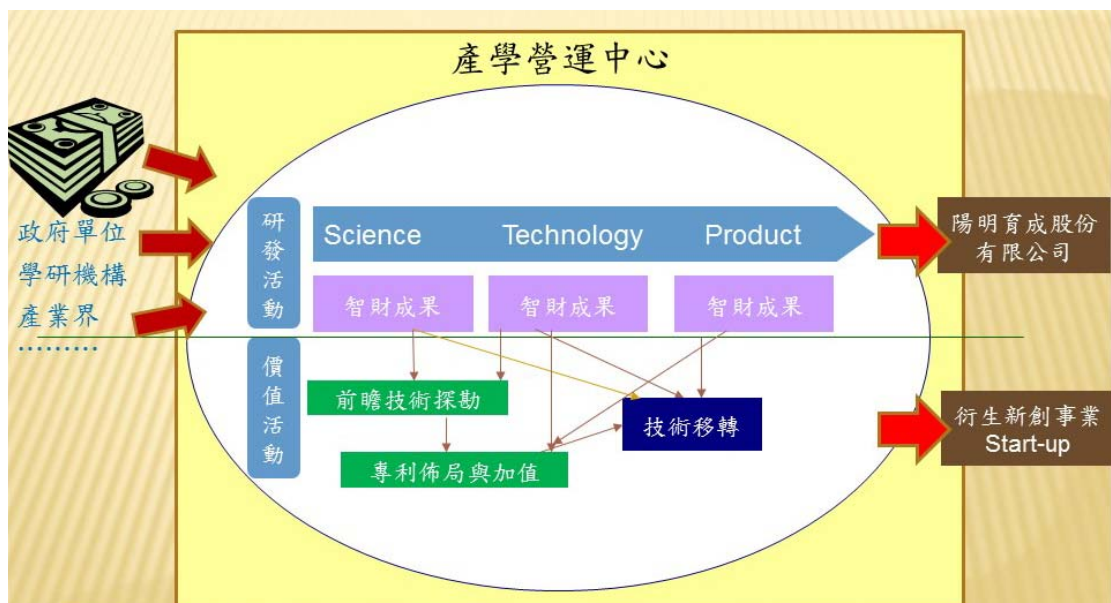 產學營運中心
政府單位
學研機構
產業界
………
研發活動
Science Technology Product
智財成果 智財成果 智財成果
價值活動
前瞻技術探勘
技術移轉
專利佈局與加值
陽明育成股份
有限公司
衍生新創事業
Start-up